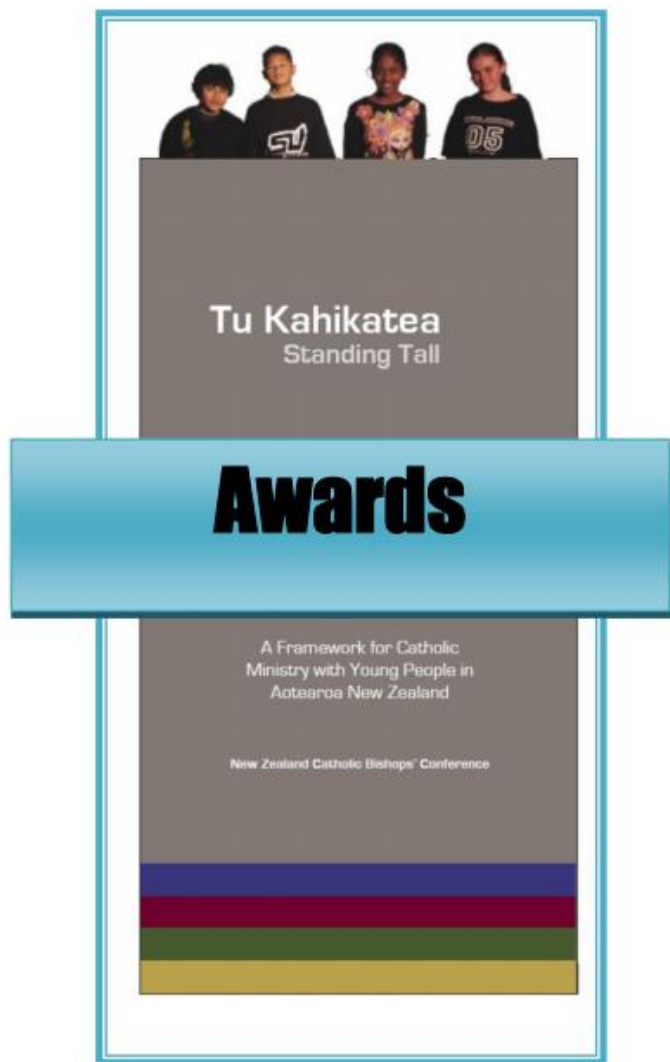 05
Tu Kahikatea
Standing Tall
Awards
A Framework for Catholic
Ministry with Young People in
Aotearoa New Zealand
New Zealand Catholic Bishops' Conference